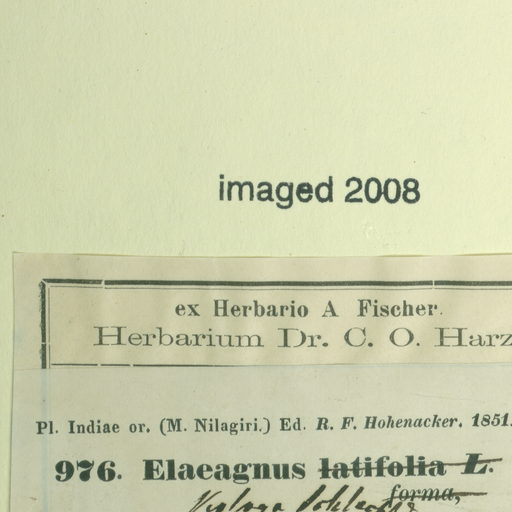 imaged 2008
ex Herbario A Fischer.
Herbarium Dr. C. O. Harz
Pl. Indiae or. (M. Nilagiri.) Ed. R. F. Hohenacker. 1851.
976. Elaeagnus latifolia L.
forma,